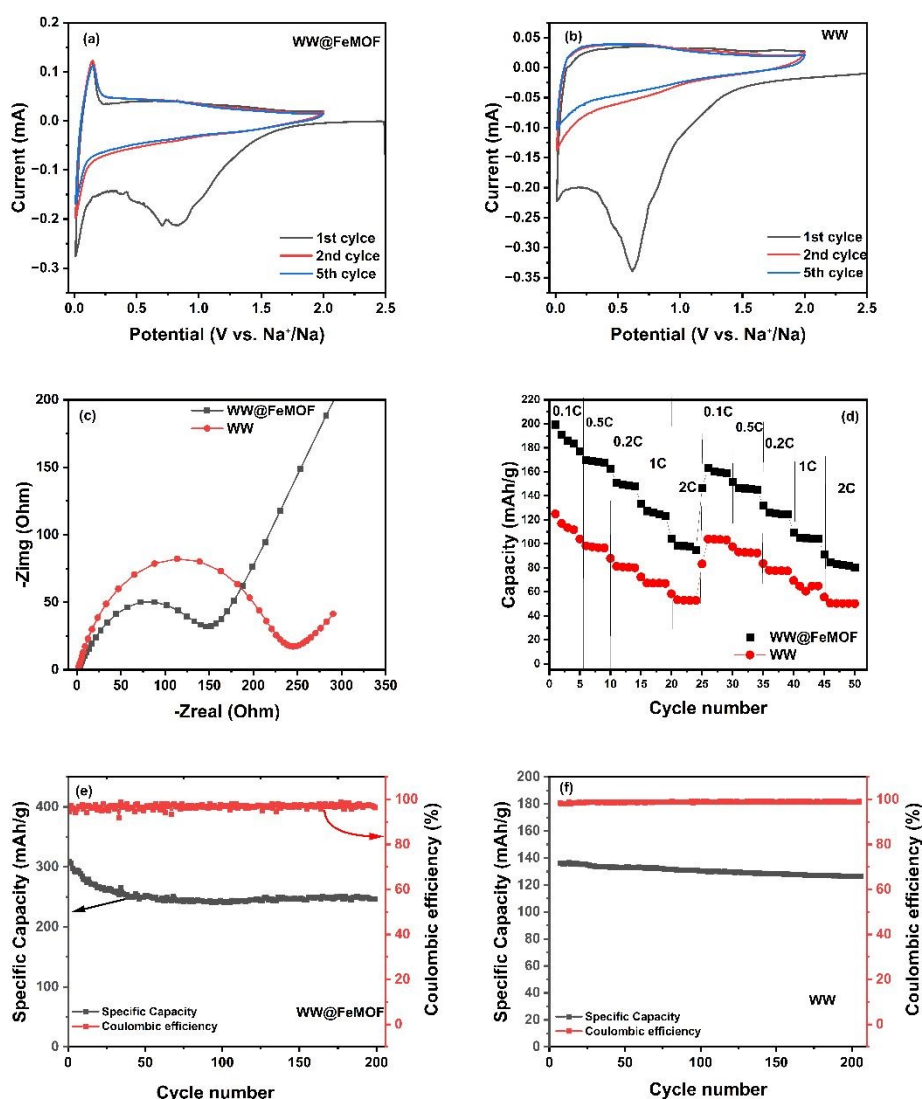 (a) WW@FeMOF
0.2
0.1
0.0
−0.1
−0.2
−0.3
Current (mA)
1st cylce
2nd cylce
5th cylce
0.0 0.5 1.0 1.5 2.0 2.5
Potential (V vs. Na⁺/Na)
(b) WW
0.05
0.00
−0.05
−0.10
−0.15
−0.20
−0.25
−0.30
−0.35
Current (mA)
1st cylce
2nd cylce
5th cylce
0.0 0.5 1.0 1.5 2.0 2.5
Potential (V vs. Na⁺/Na)
(c)
WW@FeMOF
WW
200
150
100
50
0
-Zimg (Ohm)
0 50 100 150 200 250 300 350
-Zreal (Ohm)
(d)
220
200
180
160
140
120
100
80
60
40
20
0
Capacity (mAh/g)
0.1C 0.5C 0.2C 1C 2C 0.1C 0.5C 0.2C 1C 2C
WW@FeMOF
WW
0 5 10 15 20 25 30 35 40 45 50
Cycle number
(e)
400
300
250
200
150
100
50
0
Specific Capacity (mAh/g)
100
80
60
40
20
0
Coulombic efficiency (%)
Specific Capacity
Coulombic efficiency
WW@FeMOF
0 50 100 150 200
Cycle number
(f)
200
180
160
140
120
100
80
60
40
20
0
Specific Capacity (mAh/g)
100
80
60
40
20
0
Coulombic efficiency (%)
Specific Capacity
Coulombic efficiency
WW
0 50 100 150 200
Cycle number